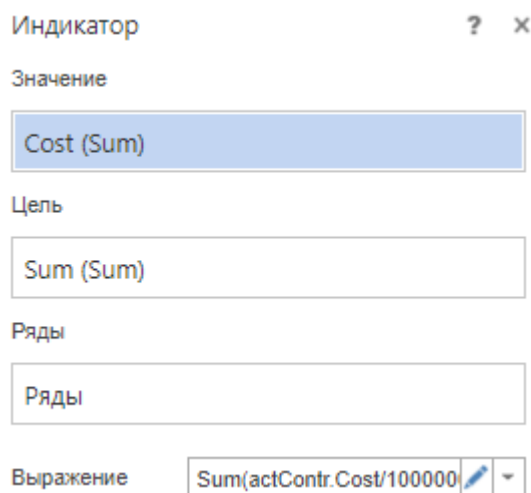 Индикатор ? ×
Значение
Cost (Sum)
Цель
Sum (Sum)
Ряды
Ряды
Выражение Sum(actContr.Cost/100000